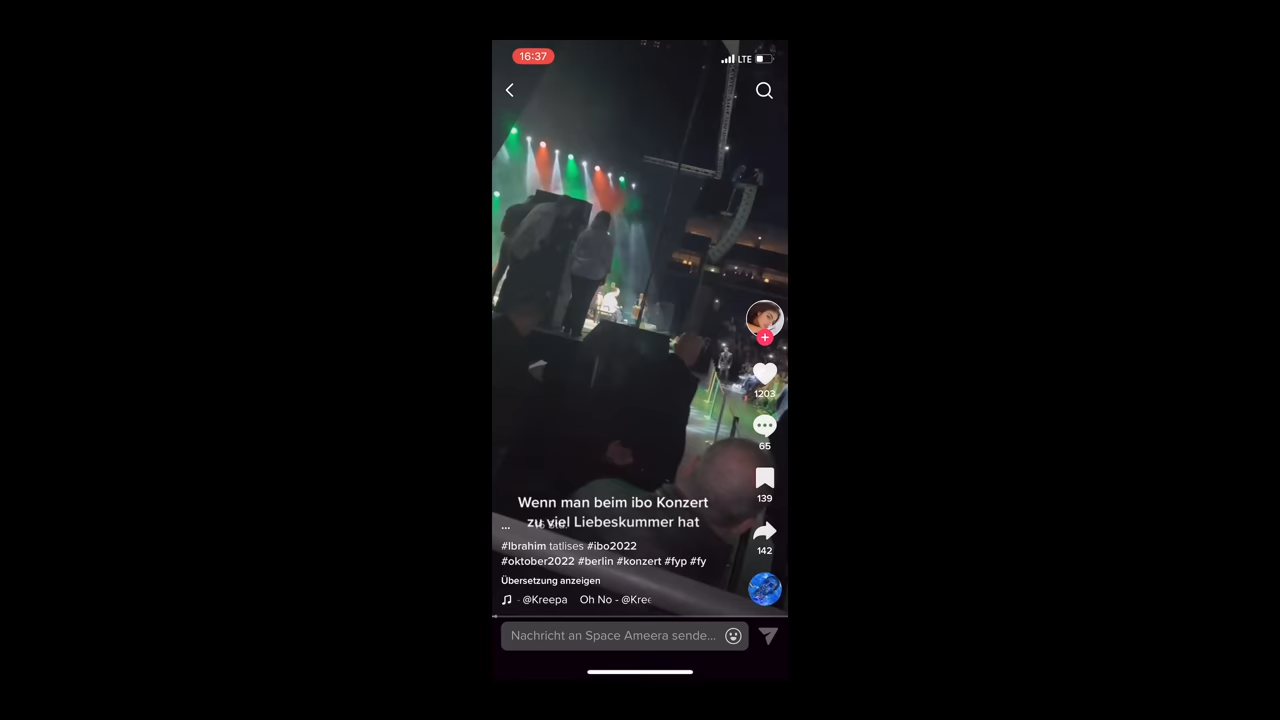 16:37
LTE
1203
Wenn man beim ibo Konzert
zu viel Liebeskummer hat
65
139
...
#Ibrahim tatlises #ibo2022
#oktober2022 #berlin #konzert #fyp #fy
142
Übersetzung anzeigen
- @Kreepa Oh No - @Kree
Nachricht an Space Ameera sende...